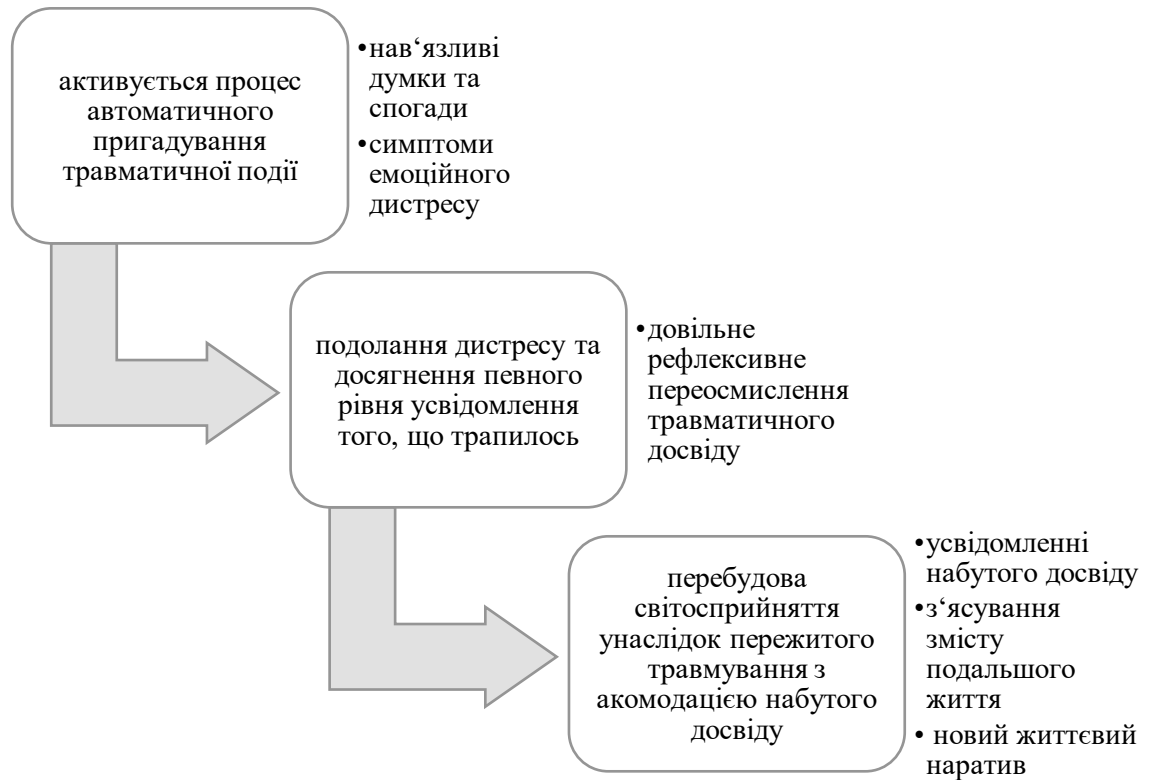 активується процес
автоматичного
пригадування
травматичної події
•нав‘язливі
думки та
спогади
•симптоми
емоційного
дистресу
подолання дистресу та
досягнення певного
рівня усвідомлення
того, що трапилось
•довільне
рефлексивне
переосмислення
травматичного
досвіду
перебудова
світосприйняття
унаслідок пережитого
травмування з
акомодацією набутого
досвіду
•усвідомленні
набутого досвіду
•з‘ясування
змісту
подальшого
життя
• новий життєвий
наратив